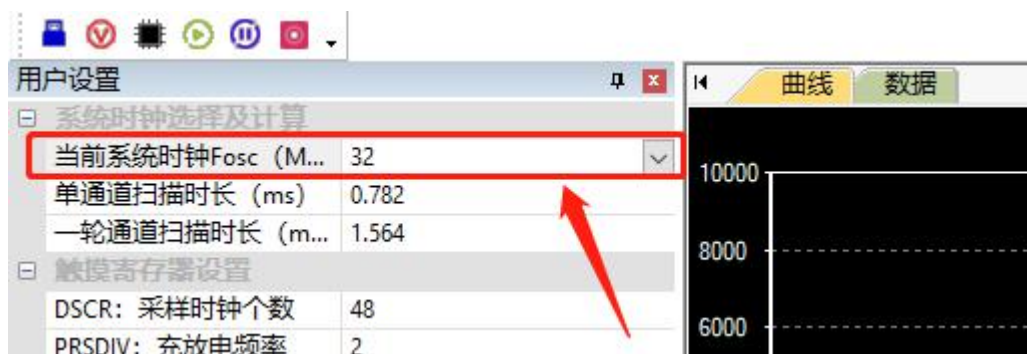 用户设置
曲线 数据
系统时钟选择及计算
当前系统时钟Fosc（M... 32
单通道扫描时长（ms） 0.782
一轮通道扫描时长（m... 1.564
触摸寄存器设置
DSCR：采样时钟个数 48
PRSDIV：充放电频率 2
10000
8000
6000